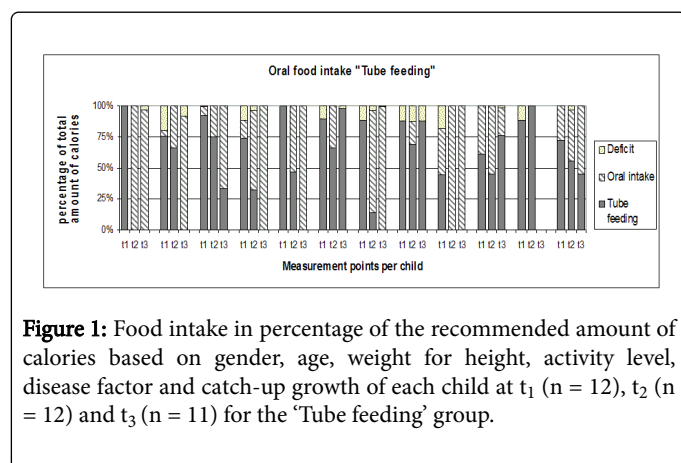 Oral food intake "Tube feeding"
percentage of total
amount of calories
100%
75%
50%
25%
0%
t1 t2 t3 t1 t2 t3 t1 t2 t3 t1 t2 t3 t1 t2 t3 t1 t2 t3 t1 t2 t3 t1 t2 t3 t1 t2 t3 t1 t2 t3 t1 t2 t3 t1 t2 t3
Measurement points per child
Deficit
Oral intake
Tube
feeding
Figure 1: Food intake in percentage of the recommended amount of
calories based on gender, age, weight for height, activity level,
disease factor and catch-up growth of each child at t₁ (n = 12), t₂ (n
= 12) and t₃ (n = 11) for the ‘Tube feeding’ group.